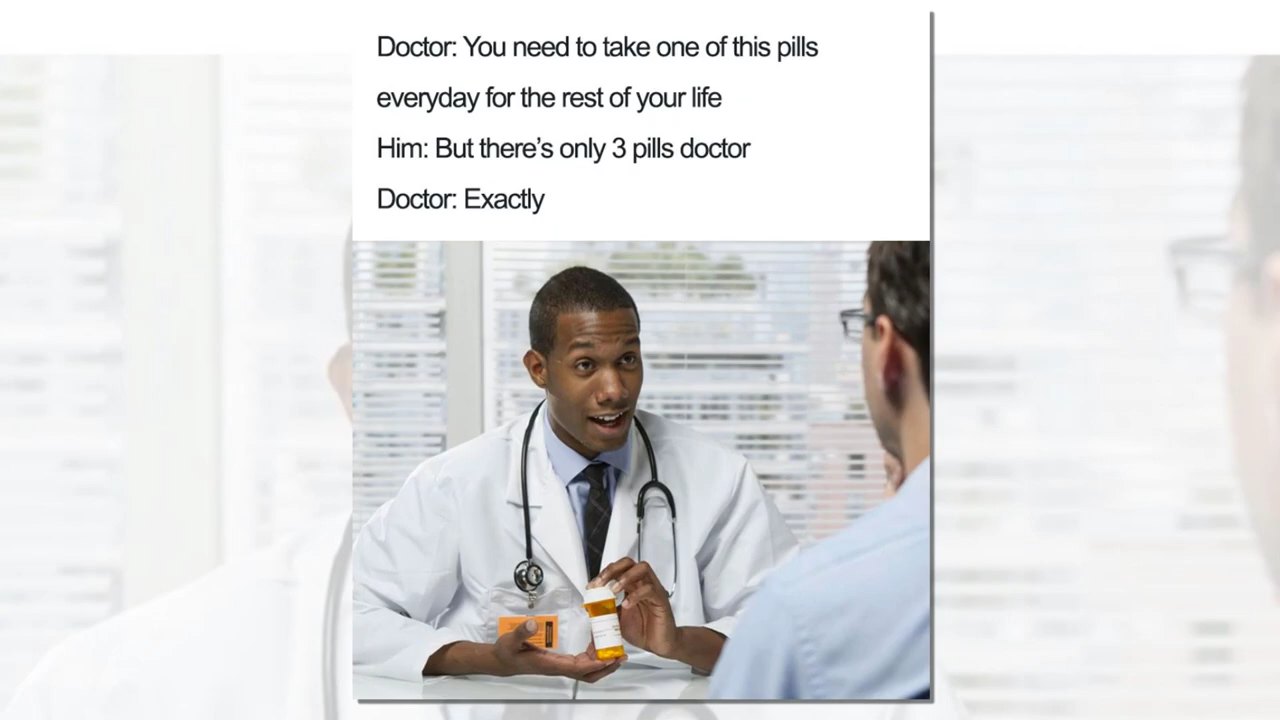 Doctor: You need to take one of this pills
everyday for the rest of your life
Him: But there’s only 3 pills doctor
Doctor: Exactly